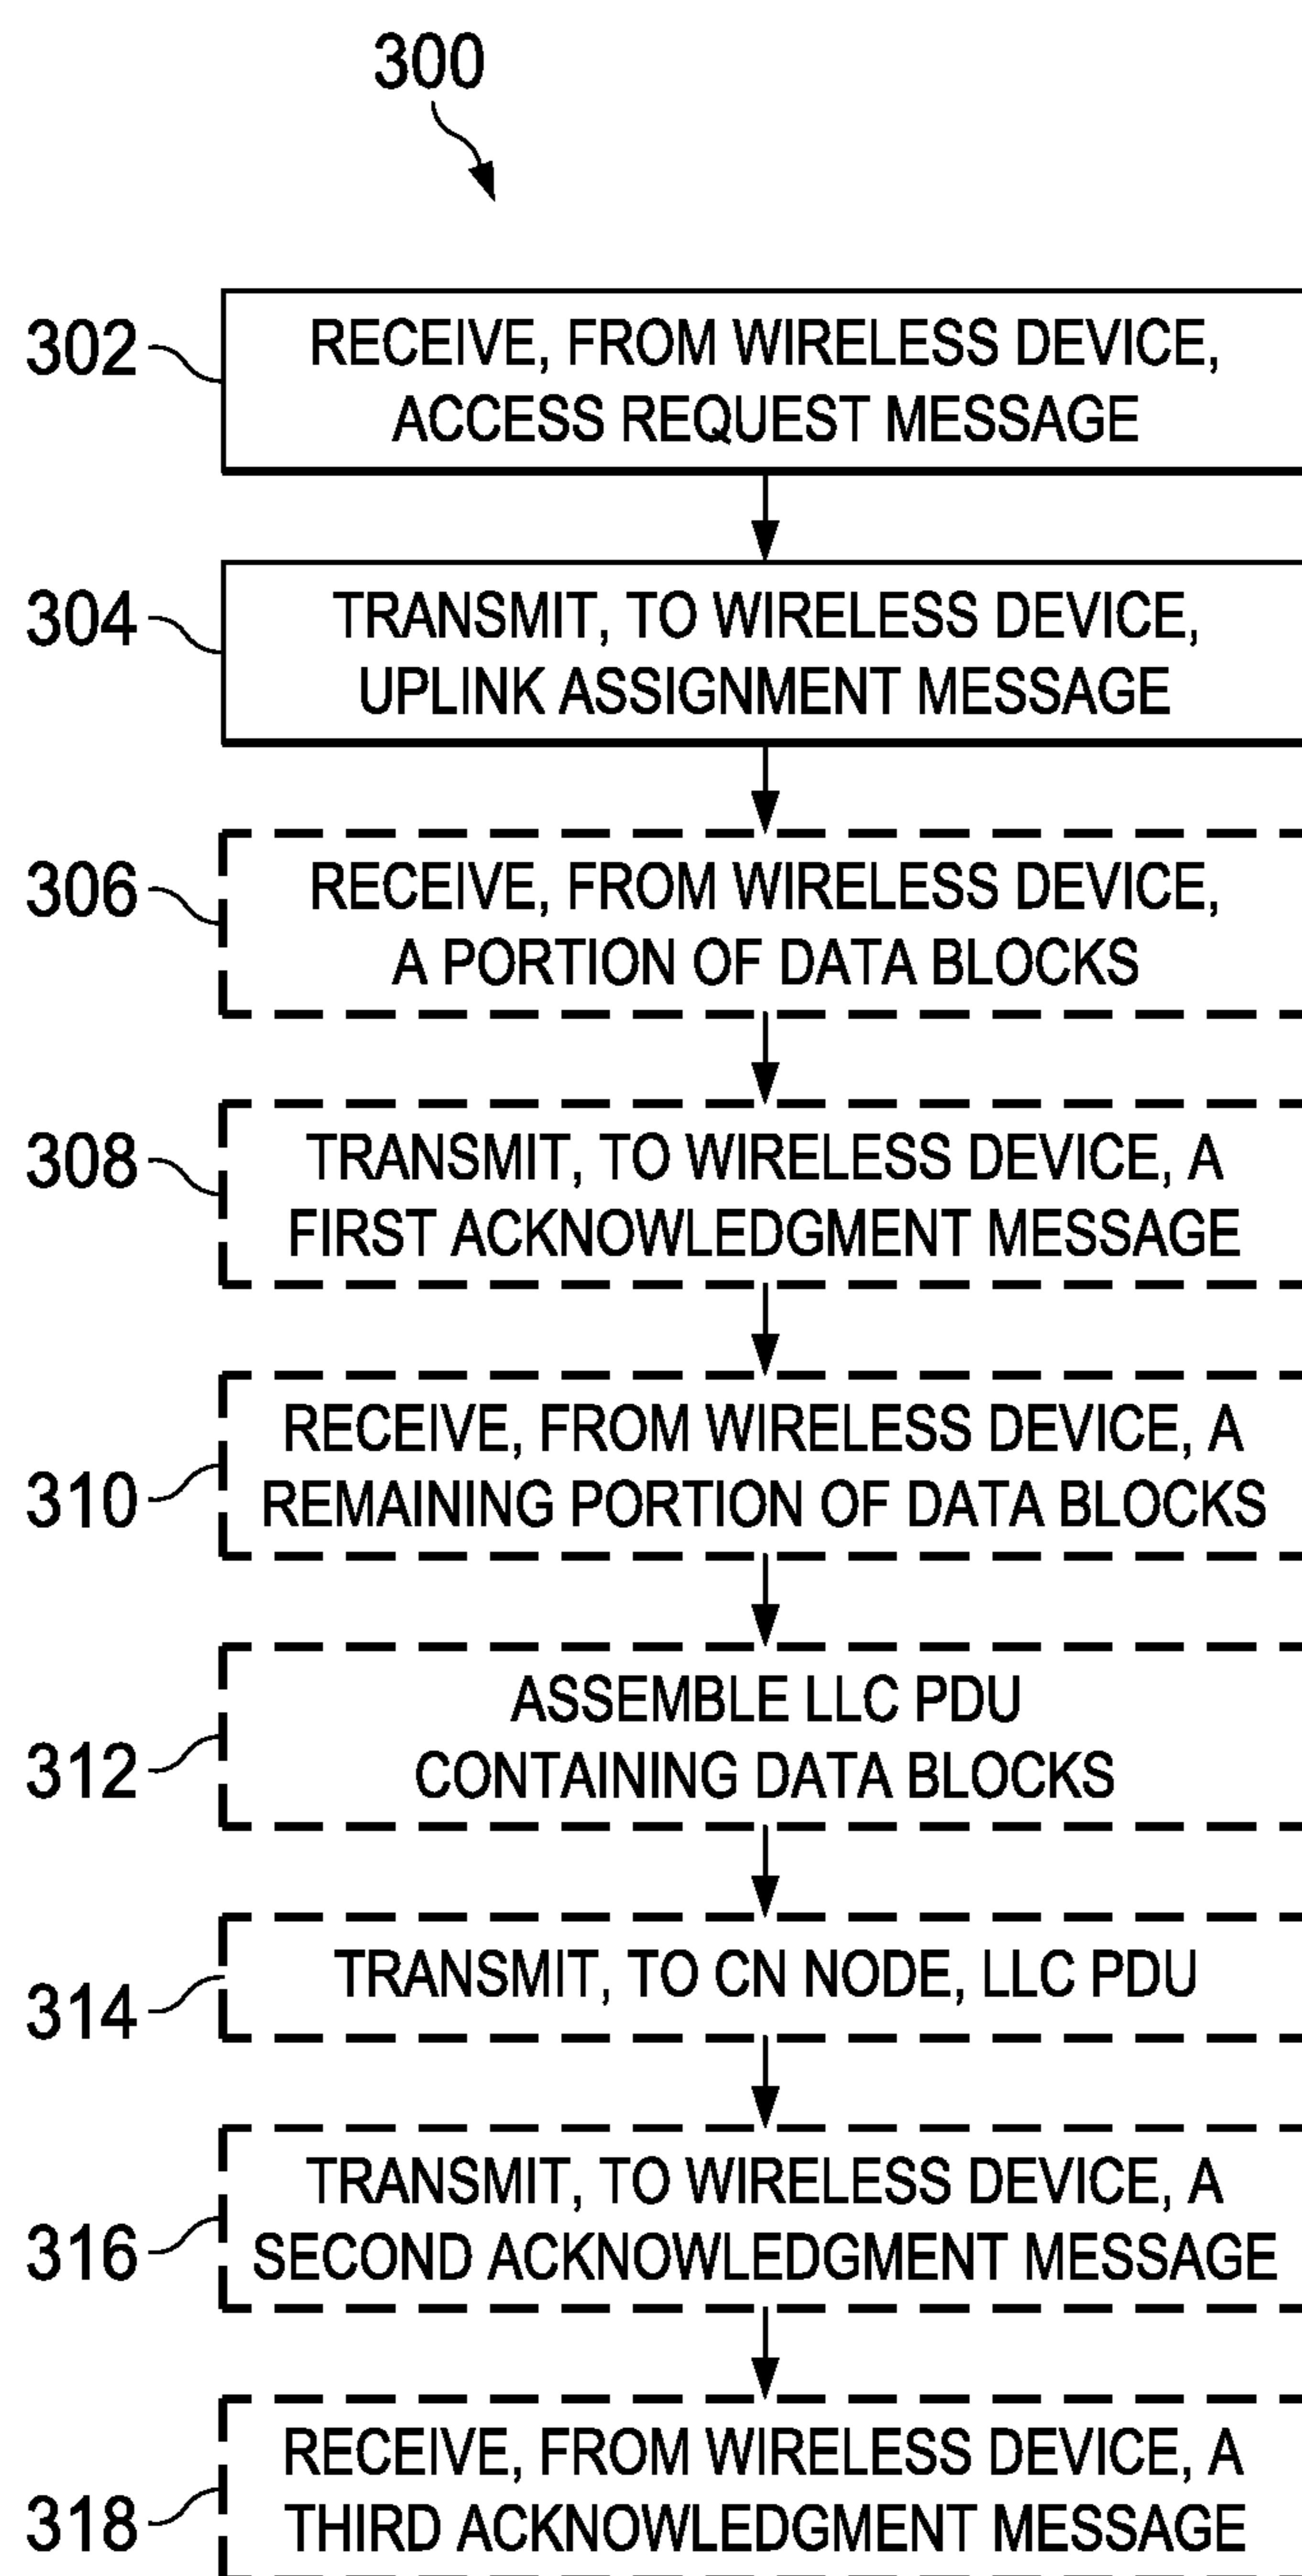 300
302
RECEIVE, FROM WIRELESS DEVICE,
ACCESS REQUEST MESSAGE
304
TRANSMIT, TO WIRELESS DEVICE,
UPLINK ASSIGNMENT MESSAGE
306
RECEIVE, FROM WIRELESS DEVICE,
A PORTION OF DATA BLOCKS
308
TRANSMIT, TO WIRELESS DEVICE, A
FIRST ACKNOWLEDGMENT MESSAGE
310
RECEIVE, FROM WIRELESS DEVICE, A
REMAINING PORTION OF DATA BLOCKS
312
ASSEMBLE LLC PDU
CONTAINING DATA BLOCKS
314
TRANSMIT, TO CN NODE, LLC PDU
316
TRANSMIT, TO WIRELESS DEVICE, A
SECOND ACKNOWLEDGMENT MESSAGE
318
RECEIVE, FROM WIRELESS DEVICE, A
THIRD ACKNOWLEDGMENT MESSAGE